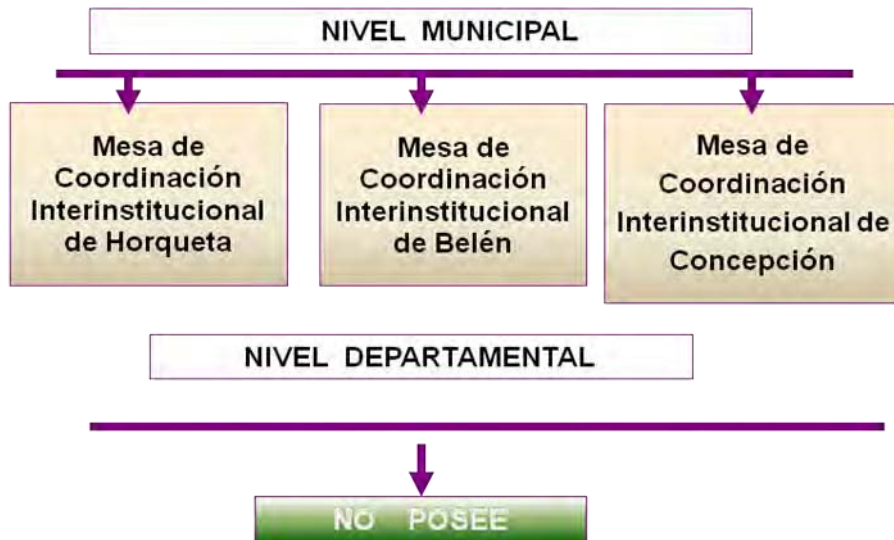 NIVEL MUNICIPAL
Mesa de
Coordinación
Interinstitucional
de Horqueta
Mesa de
Coordinación
Interinstitucional
de Belén
Mesa de
Coordinación
Interinstitucional de
Concepción
NIVEL DEPARTAMENTAL
NO POSEE